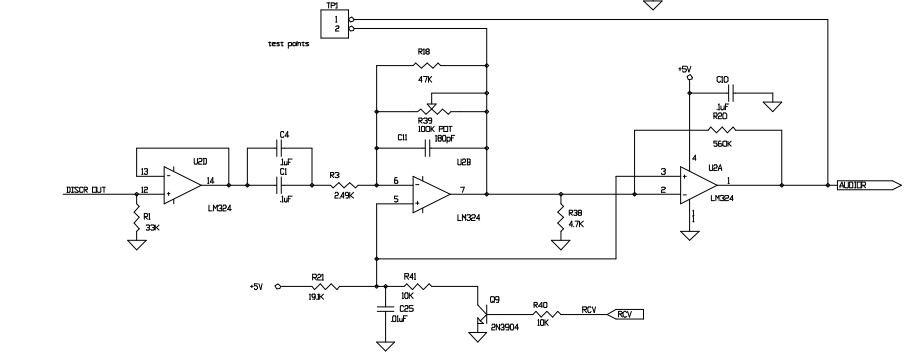 TP1
1
2
test points
R18
47K
+5V
C10
.1uF
R39
100K POT
180pF
C11
R20
560K
4
C4
.1uF
C1
.1uF
U2D
13
12
14
LM324
DISCR OUT
R1
33K
R3
2.49K
U2B
6
5
7
LM324
U2A
3
2
1
11
LM324
AUDIOR
R38
4.7K
+5V
R21
19.1K
R41
10K
C25
.01uF
Q9
2N3904
R40
10K
RCV
RCV